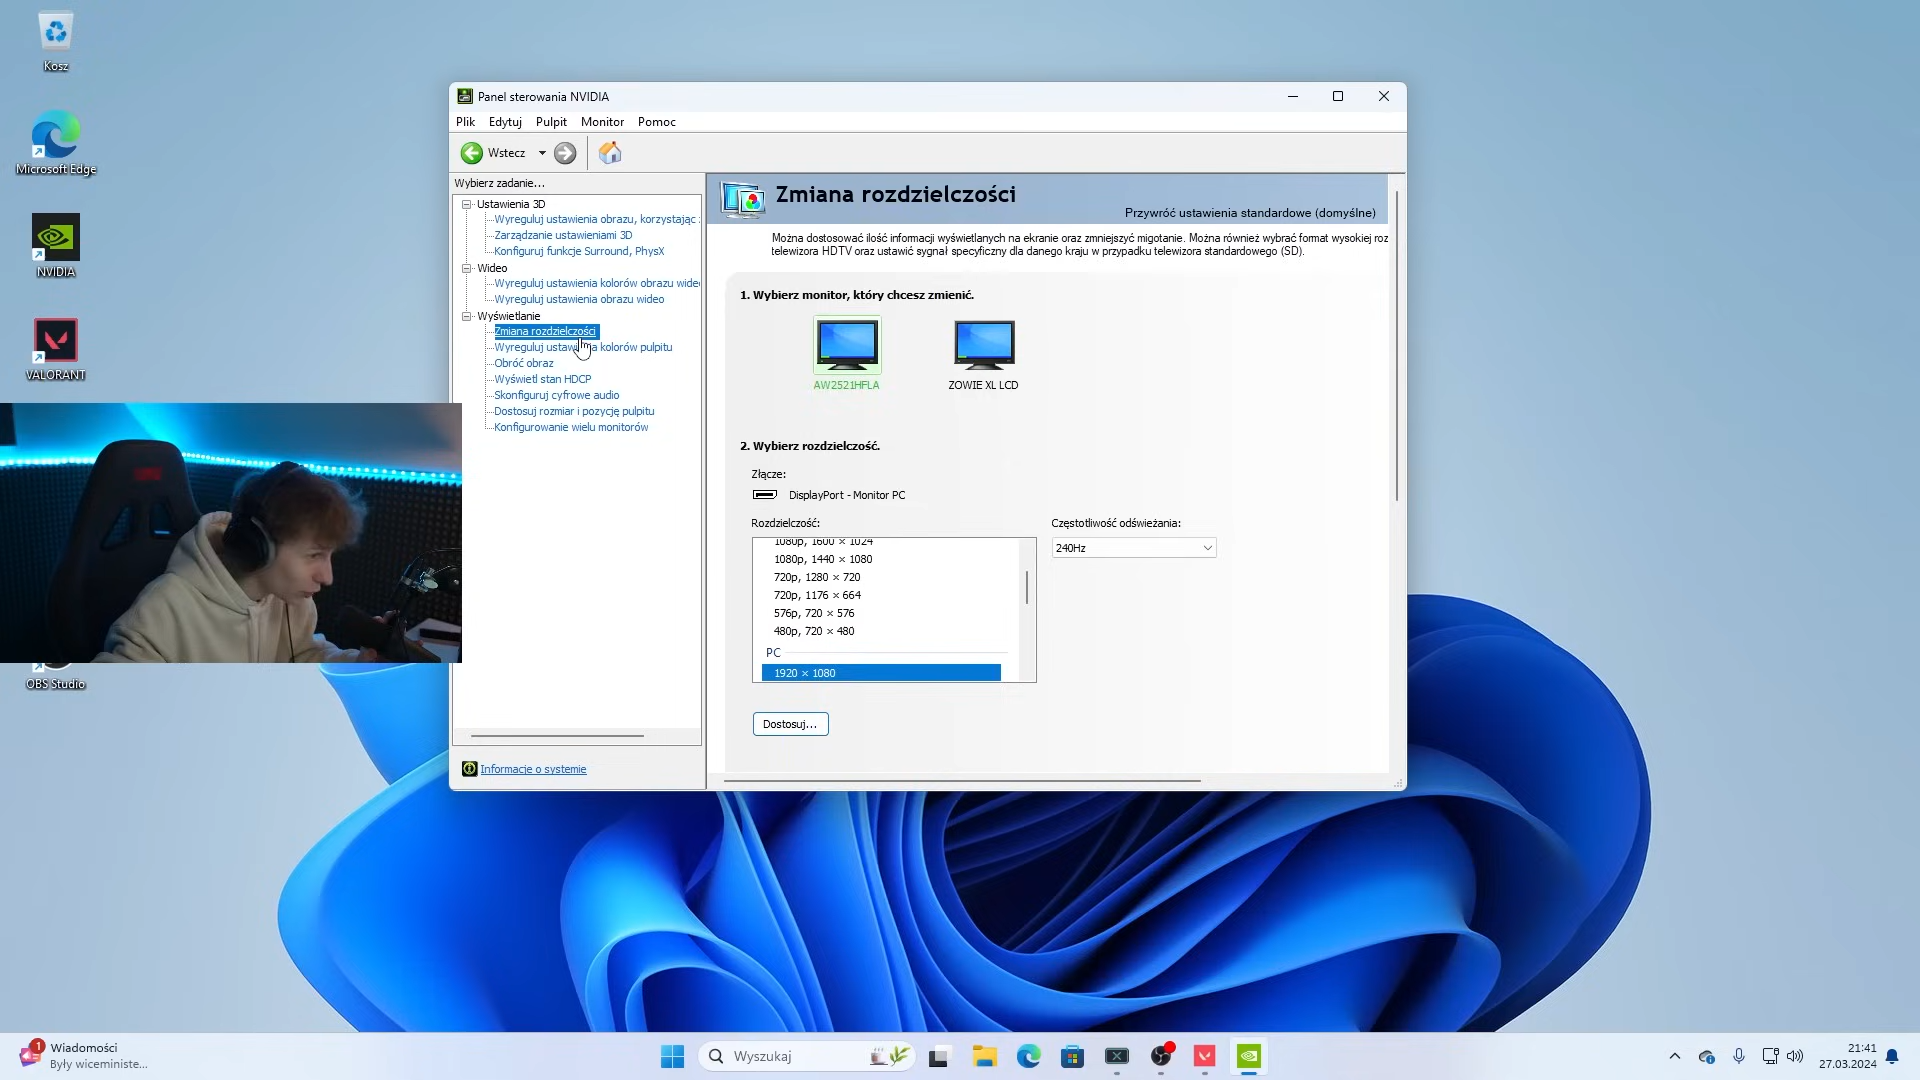 Kosz
Microsoft Edge
NVIDIA
VALORANT
OBS Studio
Panel sterowania NVIDIA
Plik Edytuj Pulpit Monitor Pomoc
Wstecz
Wybierz zadanie...
Ustawienia 3D
Wyreguluj ustawienia obrazu, korzystając
Zarządzanie ustawieniami 3D
Konfiguruj funkcje Surround, PhysX
Wideo
Wyreguluj ustawienia kolorów obrazu wide
Wyreguluj ustawienia obrazu wideo
Wyświetlanie
Zmiana rozdzielczości
Wyreguluj ustawienia kolorów pulpitu
Obróć obraz
Wyświetl stan HDCP
Skonfiguruj cyfrowe audio
Dostosuj rozmiar i pozycję pulpitu
Konfigurowanie wielu monitorów
Informacje o systemie
Zmiana rozdzielczości
Przywróć ustawienia standardowe (domyślne)
Można dostosować ilość informacji wyświetlanych na ekranie oraz zmniejszyć migotanie. Można również wybrać format wysokiej roz
telewizora HDTV oraz ustawić sygnał specyficzny dla danego kraju w przypadku telewizora standardowego (SD).
1. Wybierz monitor, który chcesz zmienić.
AW2521HFLA
ZOWIE XL LCD
2. Wybierz rozdzielczość.
Złącze:
DisplayPort - Monitor PC
Rozdzielczość:
1080p, 1600 × 1024
1080p, 1440 × 1080
720p, 1280 × 720
720p, 1176 × 664
576p, 720 × 576
480p, 720 × 480
PC
1920 × 1080
Częstotliwość odświeżania:
240Hz
Dostosuj...
1
Wiadomości
Były wiceministe...
Wyszukaj
21:41
27.03.2024